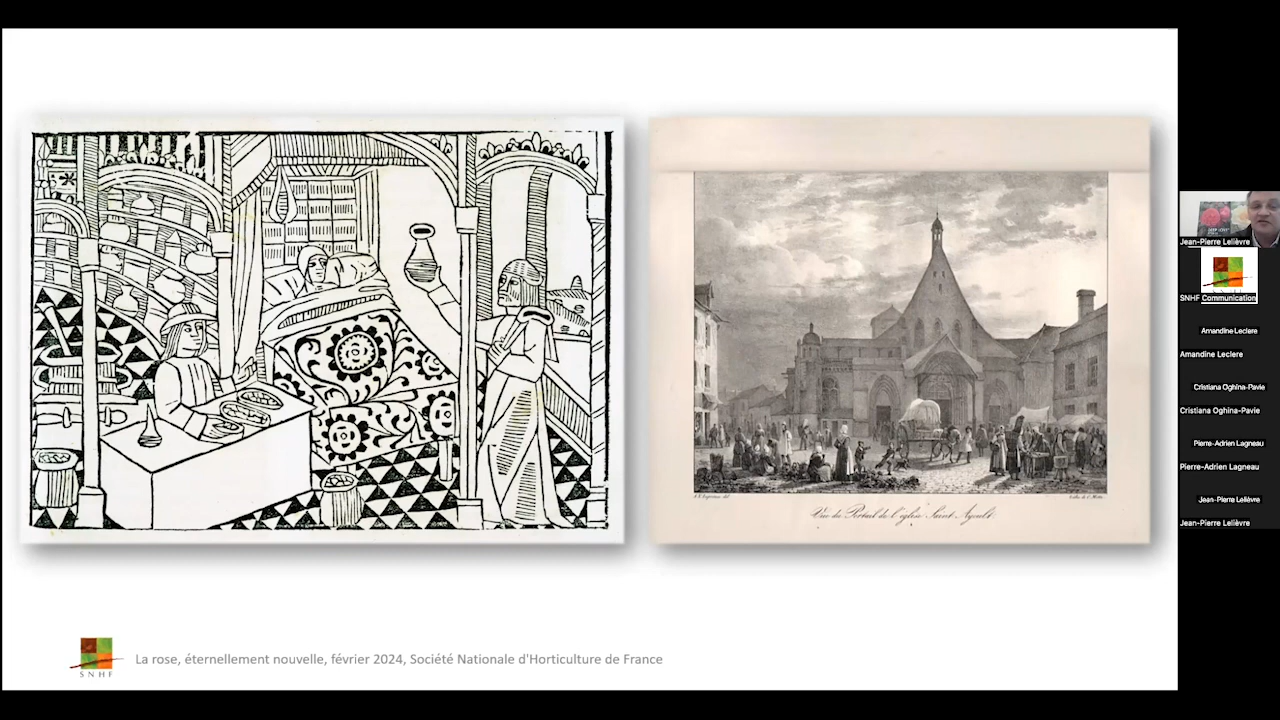 Vue du Portail de l'église Saint Ayoult
SNHF
La rose, éternellement nouvelle, février 2024, Société Nationale d'Horticulture de France
Jean-Pierre Lelièvre
SNHF Communication
Amandine Leclere
Amandine Leclere
Cristiana Oghina-Pavie
Cristiana Oghina-Pavie
Pierre-Adrien Lagneau
Pierre-Adrien Lagneau
Jean-Pierre Lelièvre
Jean-Pierre Lelièvre